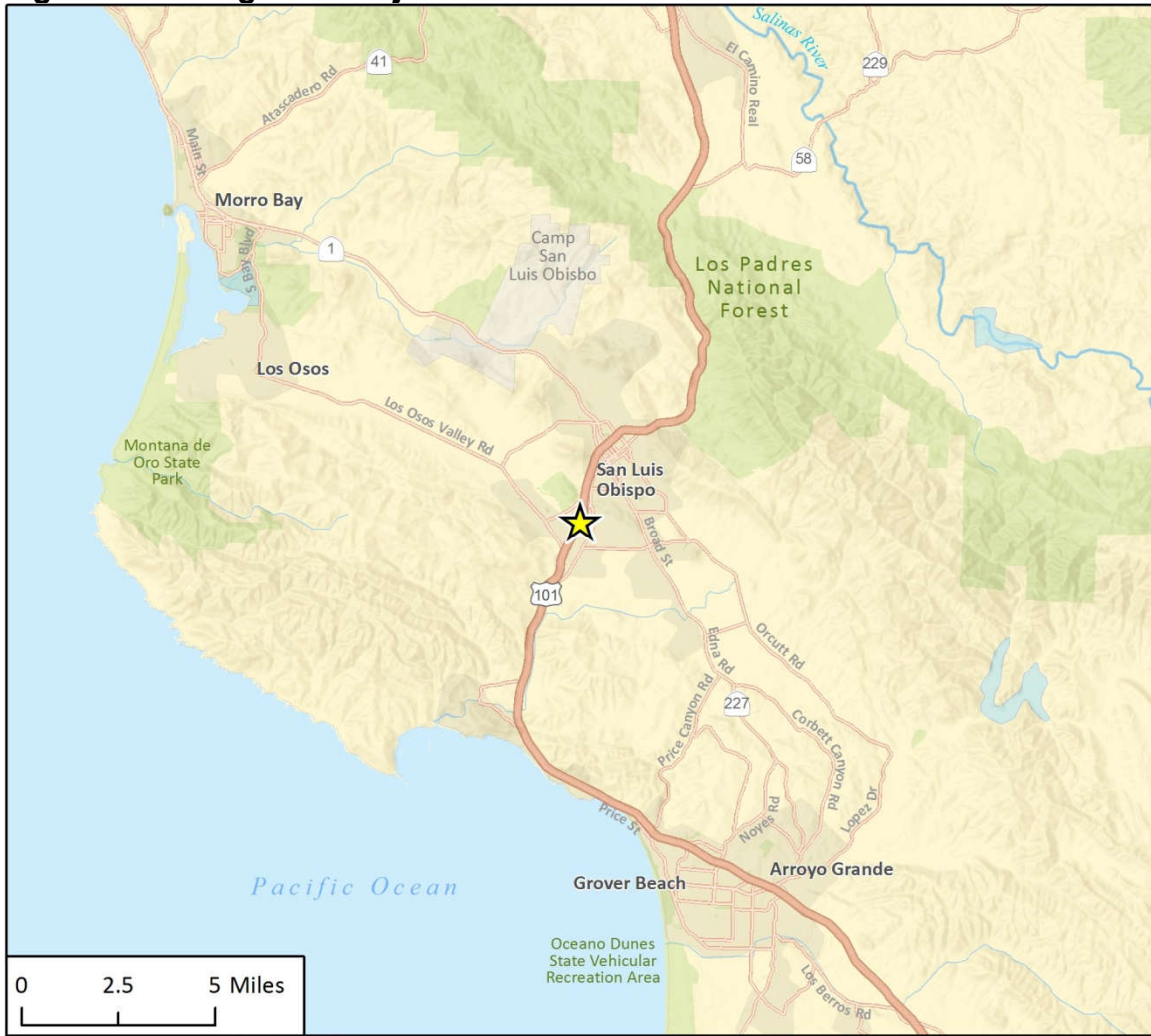 Salinas River
41
El Camino Real
229
Atascadero Rd
Main St
58
Morro Bay
1
S Bay Blvd
Camp
San
Luis Obisbo
Los Padres
National
Forest
Los Osos
Los Osos Valley Rd
Montana de
Oro State
Park
San Luis
Obispo
Broad St
101
Orcutt Rd
Edna Rd
Price Canyon Rd
227
Corbett Canyon Rd
Lopez Dr
Noyes Rd
Price St
Arroyo Grande
Grover Beach
Pacific Ocean
Oceano Dunes
State Vehicular
Recreation Area
Los Berros Rd
0 2.5 5 Miles